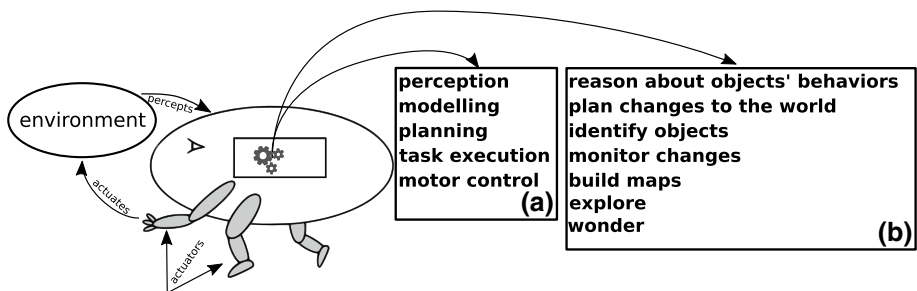 environment
percepts
actuates
actuators
perception
modelling
planning
task execution
motor control
(a)
reason about objects' behaviors
plan changes to the world
identify objects
monitor changes
build maps
explore
wonder
(b)